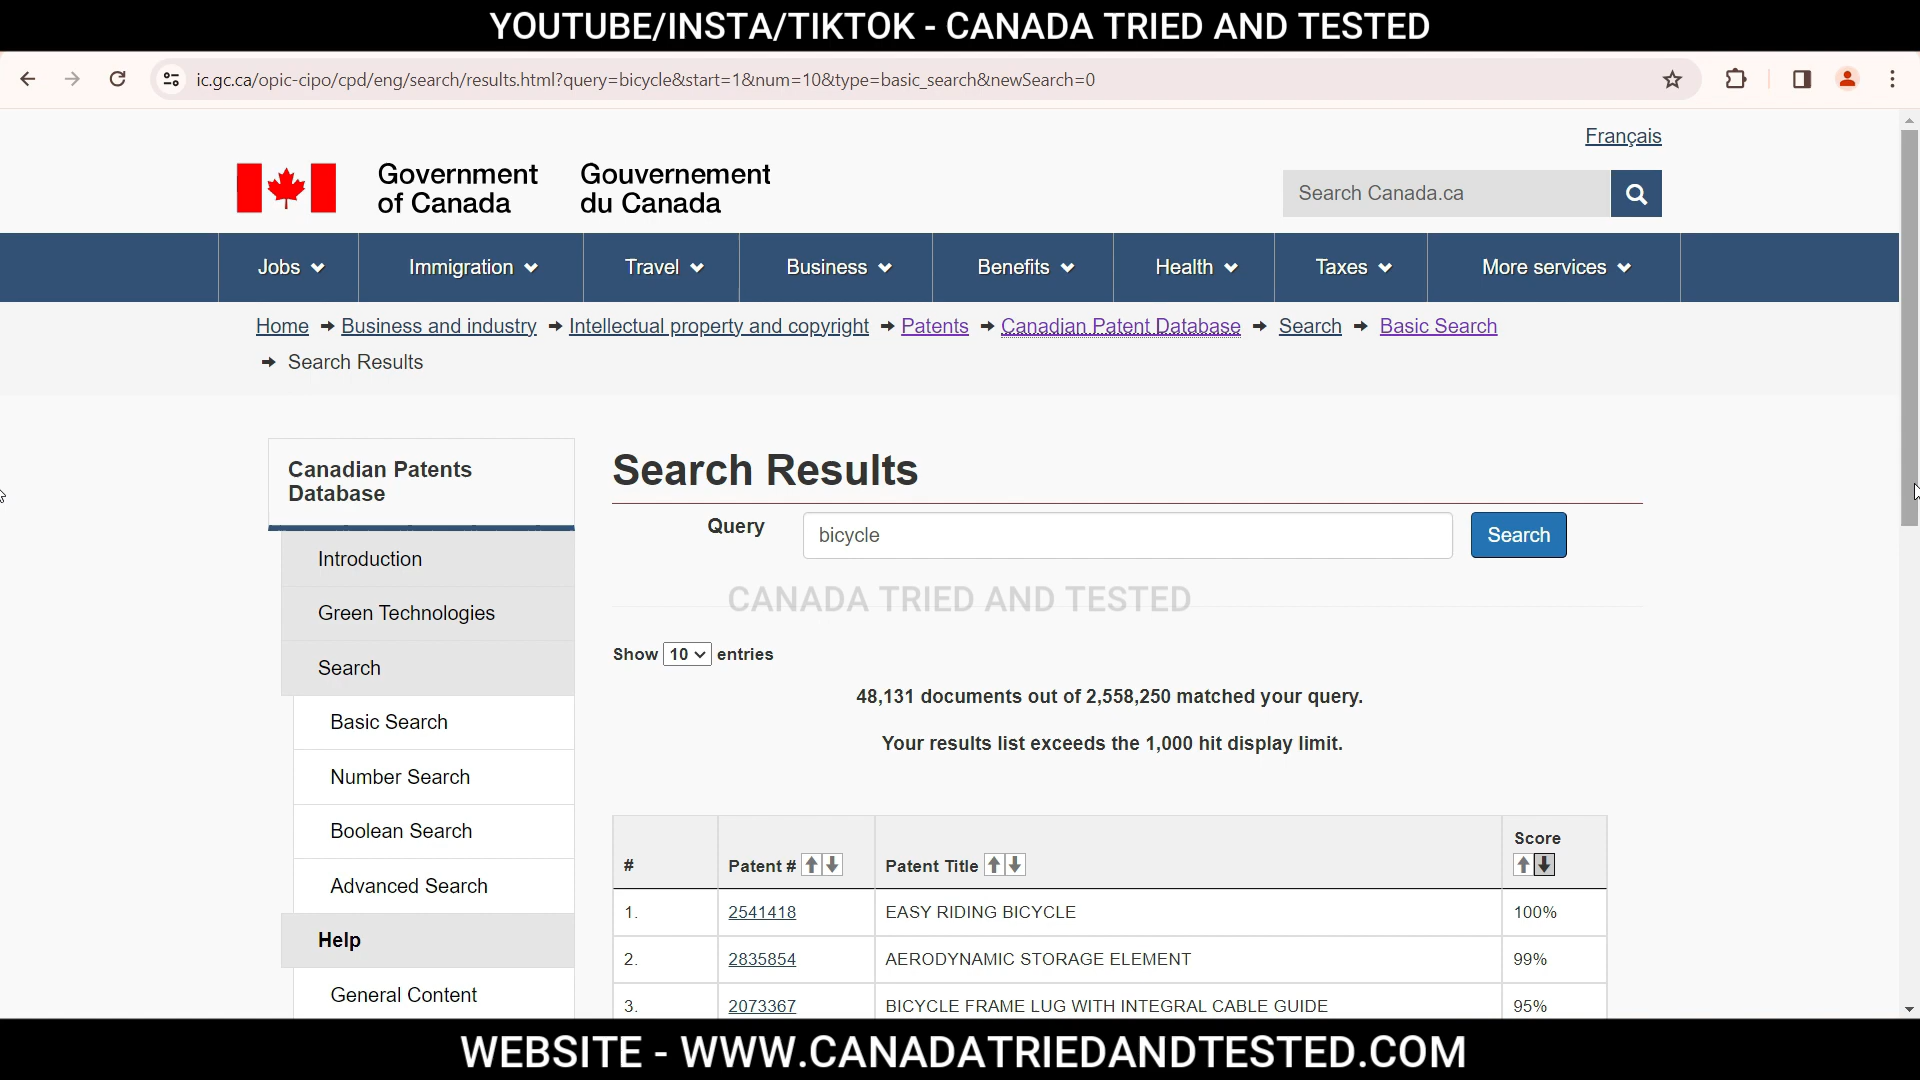 YOUTUBE/INSTA/TIKTOK - CANADA TRIED AND TESTED
ic.gc.ca/opic-cipo/cpd/eng/search/results.html?query=bicycle&start=1&num=10&type=basic_search&newSearch=0
Français
Government of Canada
Gouvernement du Canada
Search Canada.ca
Jobs Immigration Travel Business Benefits Health Taxes More services
Home Business and industry Intellectual property and copyright Patents Canadian Patent Database Search Basic Search
Search Results
Canadian Patents
Database
Introduction
Green Technologies
Search
Basic Search
Number Search
Boolean Search
Advanced Search
Help
General Content
Search Results
Query bicycle Search
CANADA TRIED AND TESTED
Show 10 entries
48,131 documents out of 2,558,250 matched your query.
Your results list exceeds the 1,000 hit display limit.
# Patent # Patent Title Score
1. 2541418 EASY RIDING BICYCLE 100%
2. 2835854 AERODYNAMIC STORAGE ELEMENT 99%
3. 2073367 BICYCLE FRAME LUG WITH INTEGRAL CABLE GUIDE 95%
WEBSITE - WWW.CANADATRIEDANDTESTED.COM